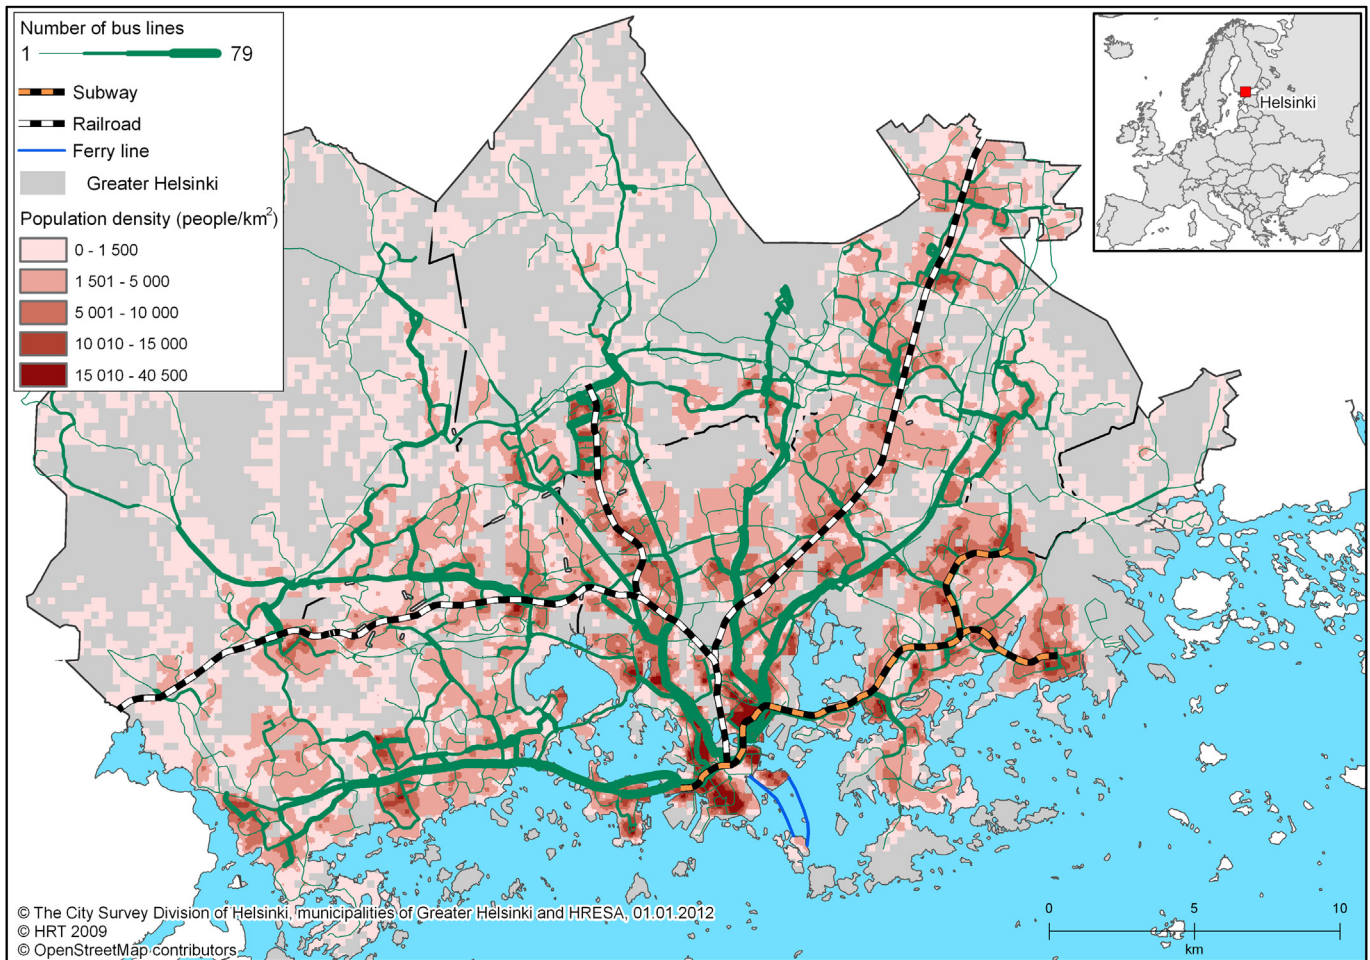 Number of bus lines
1 79
Subway
Railroad
Ferry line
Greater Helsinki
Population density (people/km²)
0 - 1 500
1 501 - 5 000
5 001 - 10 000
10 010 - 15 000
15 010 - 40 500
Helsinki
© The City Survey Division of Helsinki, municipalities of Greater Helsinki and HRESA, 01.01.2012
© HRT 2009
© OpenStreetMap contributors
0 5 10
km